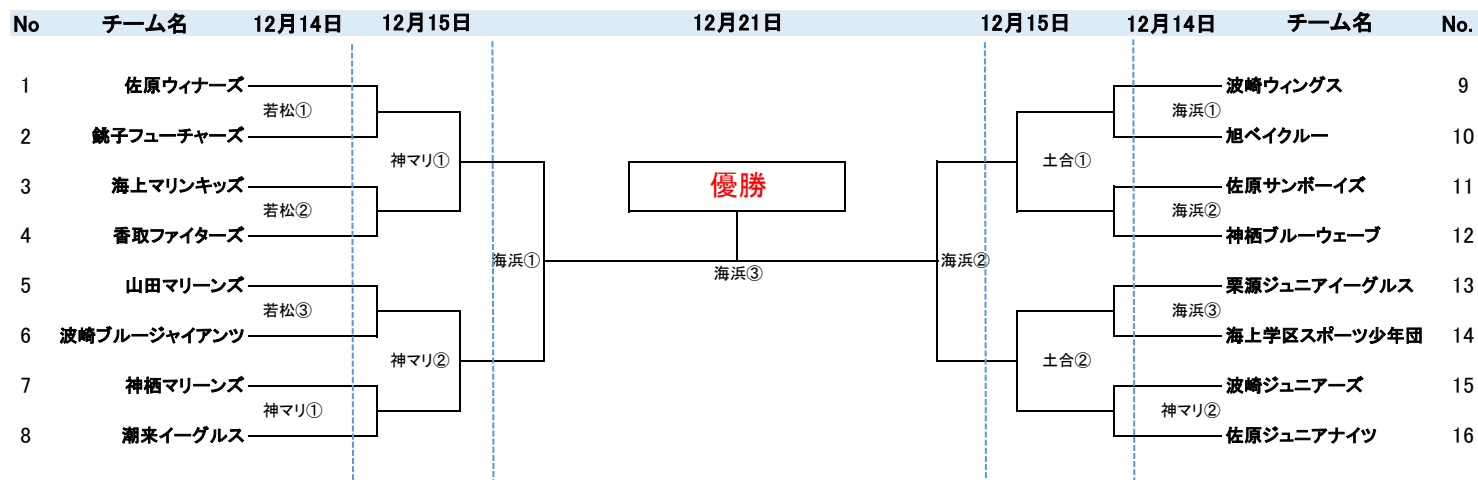 No チーム名 12月14日 12月15日 12月21日 12月15日 12月14日 チーム名 No.
1 佐原ウィナーズ 波崎ウィングス 9
若松① 海浜①
2 銚子フューチャーズ 旭ベイクルー 10
神マリ① 土合①
3 海上マリンキッズ 優勝 佐原サンボーイズ 11
若松② 海浜②
4 香取ファイターズ 神栖ブルーウェーブ 12
海浜① 海浜③ 海浜②
5 山田マリーンズ 栗源ジュニアイーグルス 13
若松③ 海浜③
6 波崎ブルージャイアンツ 海上学区スポーツ少年団 14
神マリ② 土合②
7 神栖マリーンズ 波崎ジュニアーズ 15
神マリ① 神マリ②
8 潮来イーグルス 佐原ジュニアナイツ 16